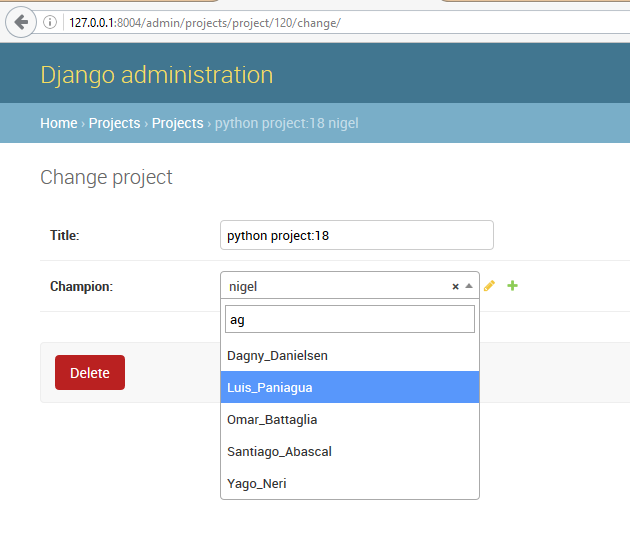 127.0.0.1:8004/admin/projects/project/120/change/
Django administration
Home › Projects › Projects › python project:18 nigel
Change project
Title: python project:18
Champion: nigel × 
ag
Dagny_Danielsen
Delete
Luis_Paniagua
Omar_Battaglia
Santiago_Abascal
Yago_Neri